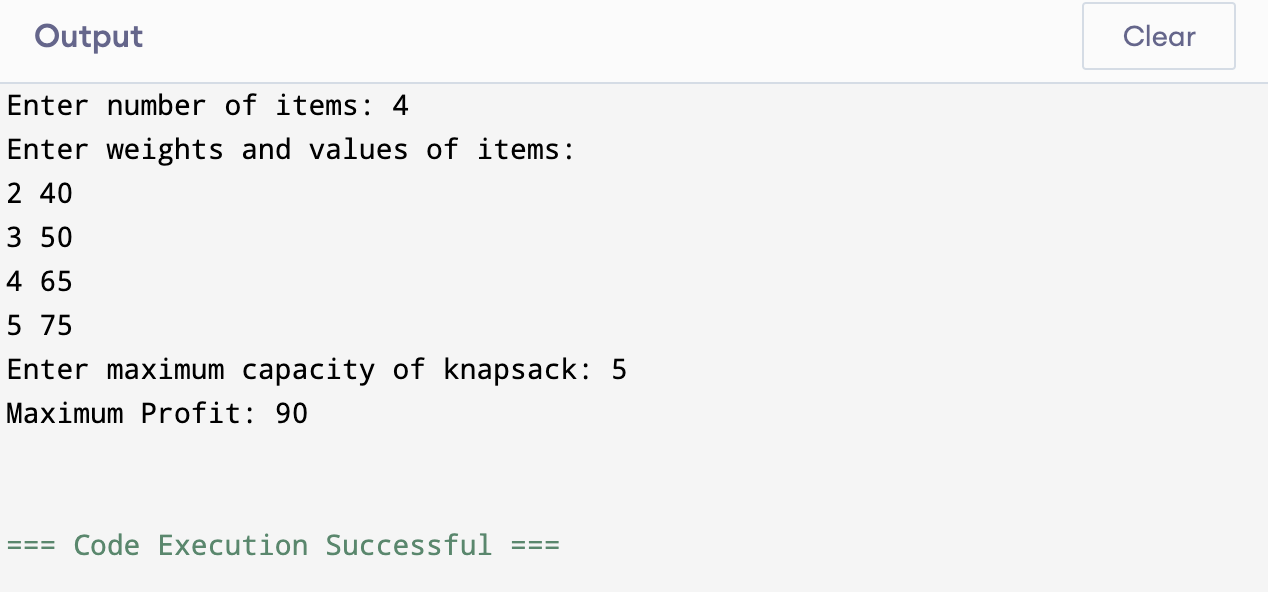 Output
Clear
Enter number of items: 4
Enter weights and values of items:
2 40
3 50
4 65
5 75
Enter maximum capacity of knapsack: 5
Maximum Profit: 90
=== Code Execution Successful ===